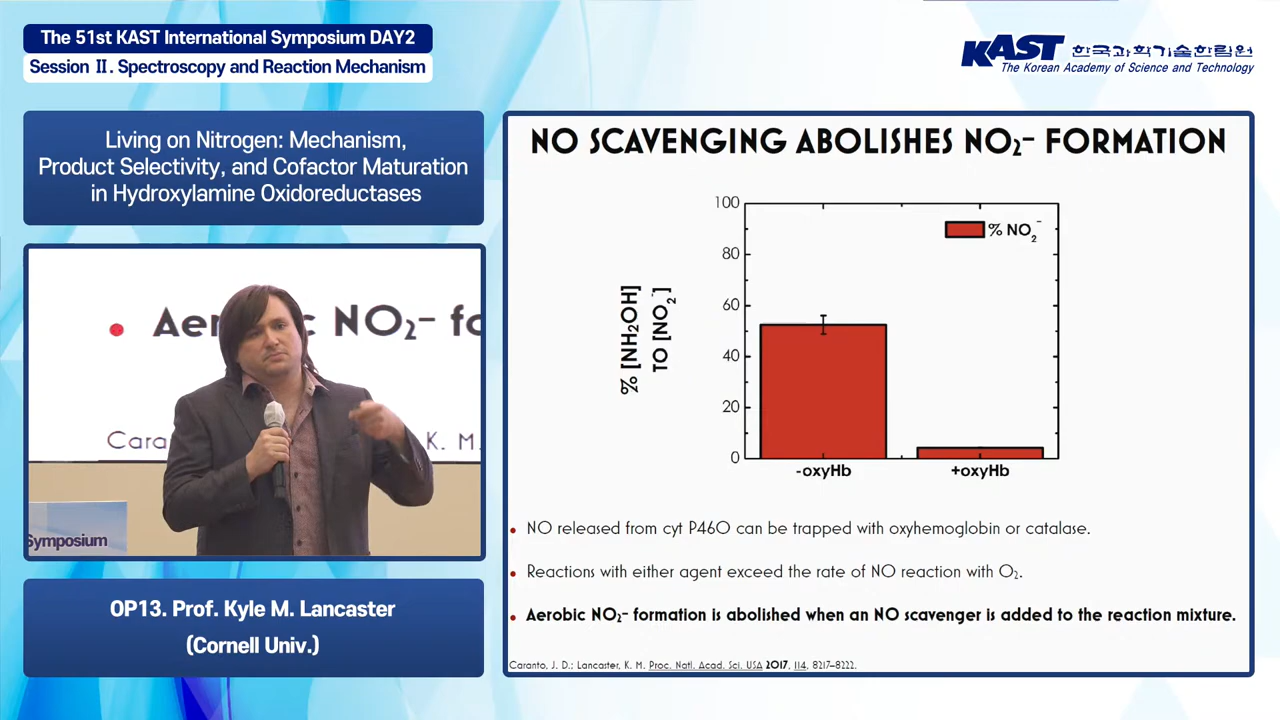 The 51st KAST International Symposium DAY2
Session Ⅱ. Spectroscopy and Reaction Mechanism
KAST 한국과학기술한림원
The Korean Academy of Science and Technology
Living on Nitrogen: Mechanism,
Product Selectivity, and Cofactor Maturation
in Hydroxylamine Oxidoreductases
• Aer c NO₂⁻ fo
Cara K. M.
Symposium
OP13. Prof. Kyle M. Lancaster
(Cornell Univ.)
NO SCAVENGING ABOLISHES NO₂⁻ FORMATION
100
80
60
40
20
0
% [NH2OH]
TO [NO₂⁻]
% NO₂⁻
-oxyHb
+oxyHb
• NO released from cyt P460 can be trapped with oxyhemoglobin or catalase.
• Reactions with either agent exceed the rate of NO reaction with O₂.
• Aerobic NO₂⁻ formation is abolished when an NO scavenger is added to the reaction mixture.
Caranto, J. D.; Lancaster, K. M. Proc. Natl. Acad. Sci. USA 2017, 114, 8217–8222.